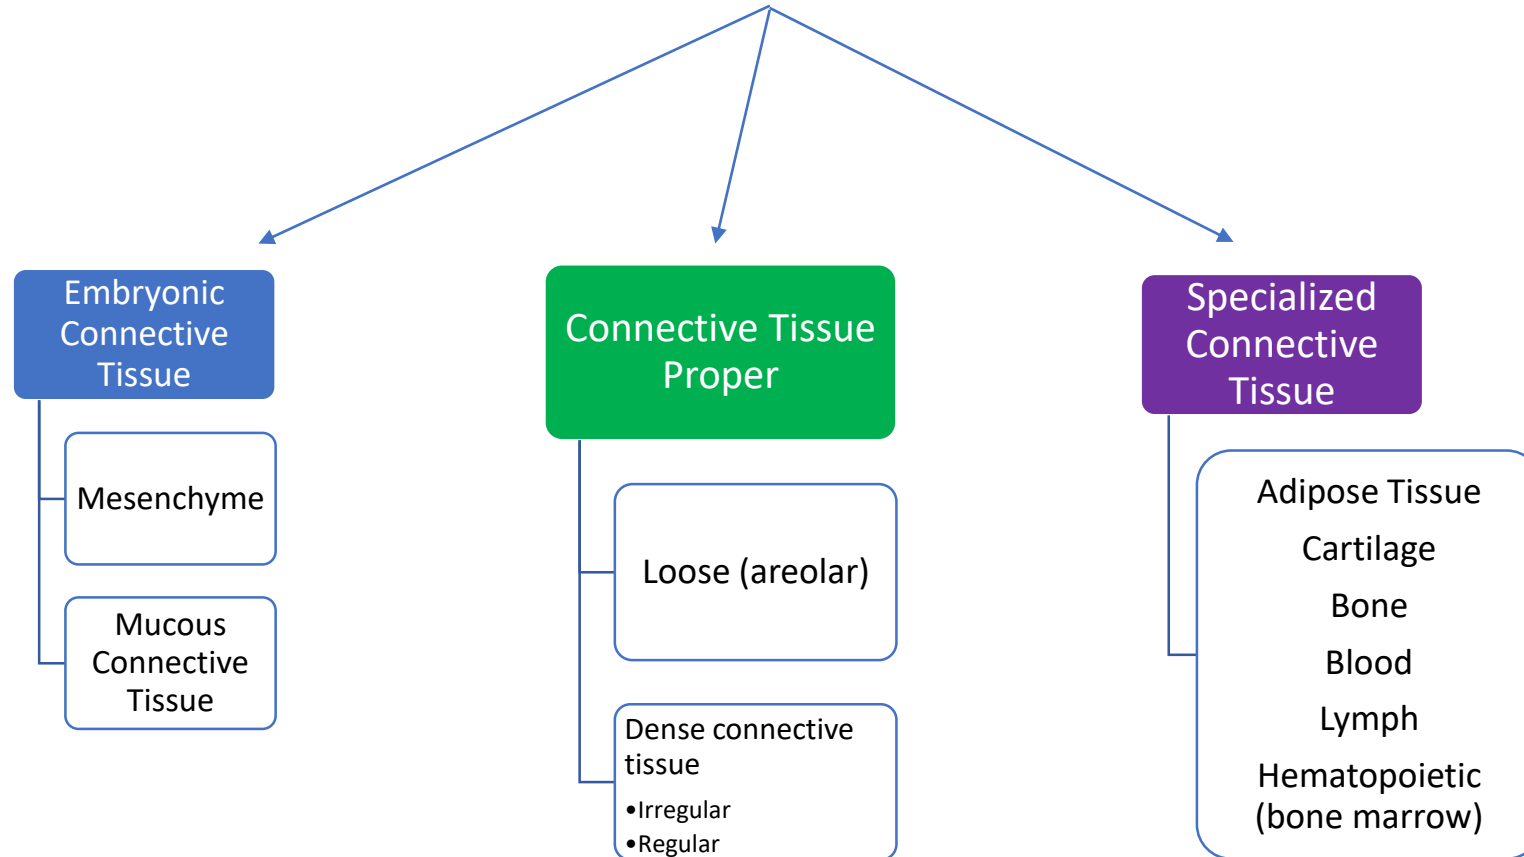 Embryonic
Connective
Tissue
Mesenchyme
Mucous
Connective
Tissue
Connective Tissue
Proper
Loose (areolar)
Dense connective
tissue
•Irregular
•Regular
Specialized
Connective
Tissue
Adipose Tissue
Cartilage
Bone
Blood
Lymph
Hematopoietic
(bone marrow)